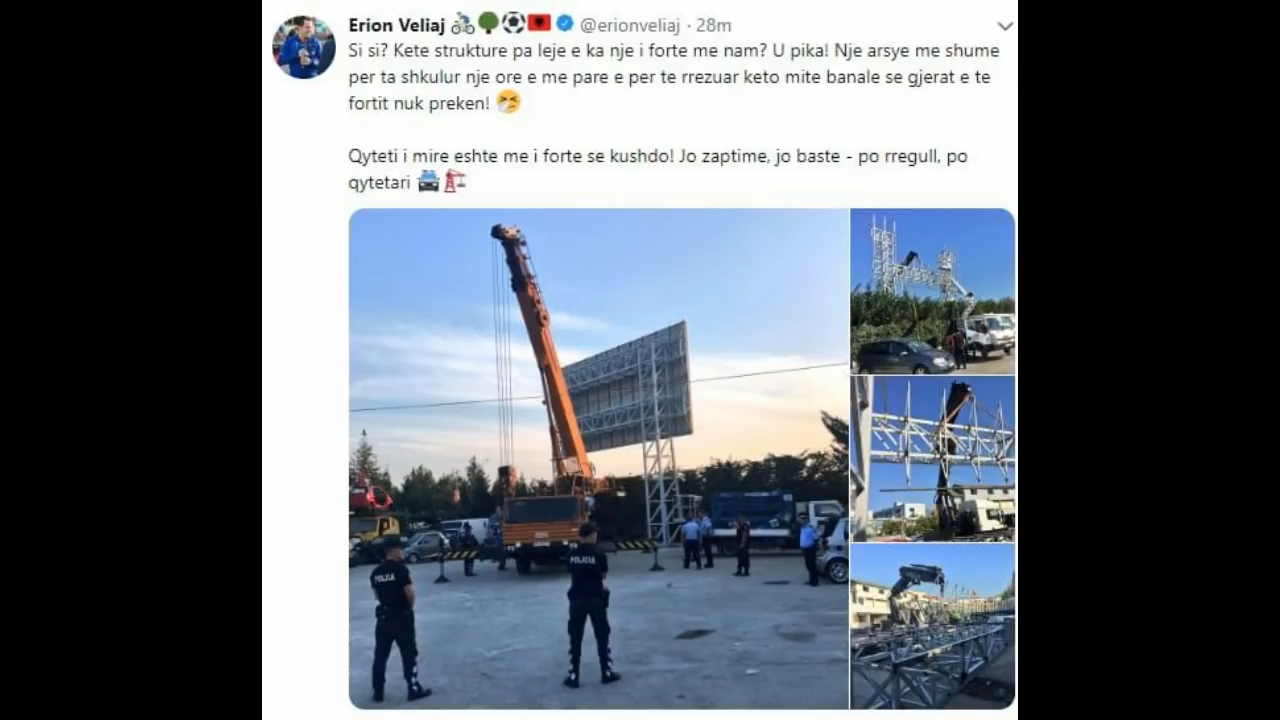 Erion Veliaj 🚴🌳⚽🇦🇱 @erionveliaj · 28m
Si si? Kete strukture pa leje e ka nje i forte me nam? U pika! Nje arsye me shume
per ta shkulur nje ore e me pare e per te rrezuar keto mite banale se gjerat e te
fortit nuk preken! 🤧
Qyteti i mire eshte me i forte se kushdo! Jo zaptime, jo baste - po rregull, po
qytetari 🚔🏗
POLICIA
POLICIA